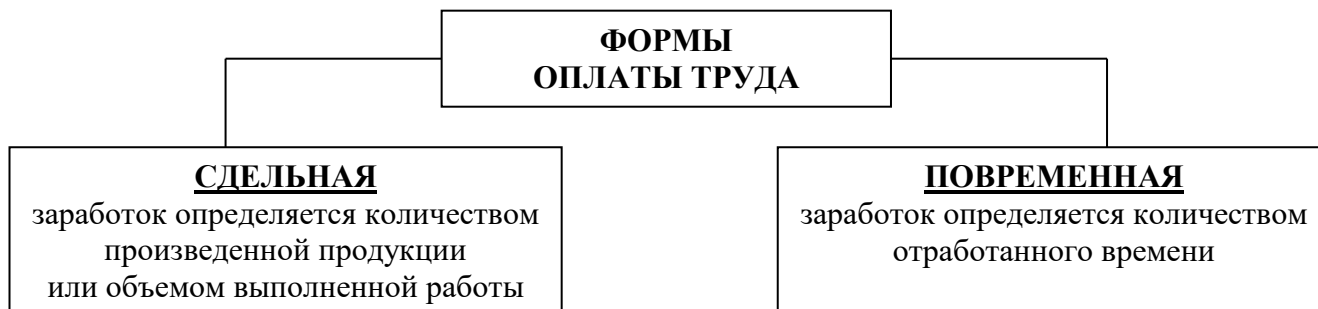 ФОРМЫ
ОПЛАТЫ ТРУДА
СДЕЛЬНАЯ
заработок определяется количеством
произведенной продукции
или объемом выполненной работы
ПОВРЕМЕННАЯ
заработок определяется количеством
отработанного времени